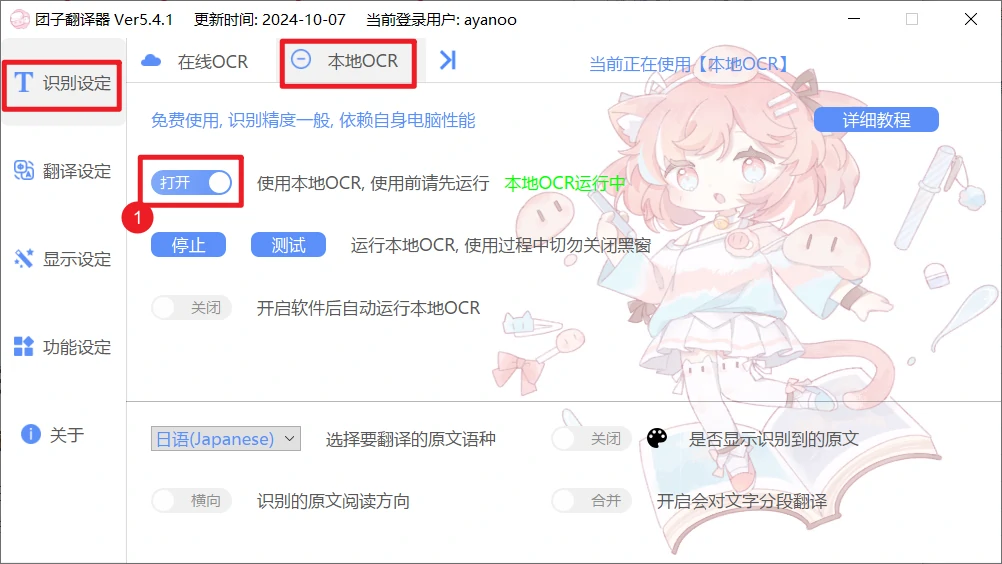 团子翻译器 Ver5.4.1 更新时间: 2024-10-07 当前登录用户: ayanoo
识别设定
在线OCR 本地OCR
当前正在使用【本地OCR】
免费使用, 识别精度一般, 依赖自身电脑性能
详细教程
翻译设定
打开 使用本地OCR, 使用前请先运行 本地OCR运行中
1
停止 测试 运行本地OCR, 使用过程中切勿关闭黑窗
显示设定
关闭 开启软件后自动运行本地OCR
功能设定
关于
日语(Japanese) 选择要翻译的原文语种 关闭 是否显示识别到的原文
横向 识别的原文阅读方向 合并 开启会对文字分段翻译